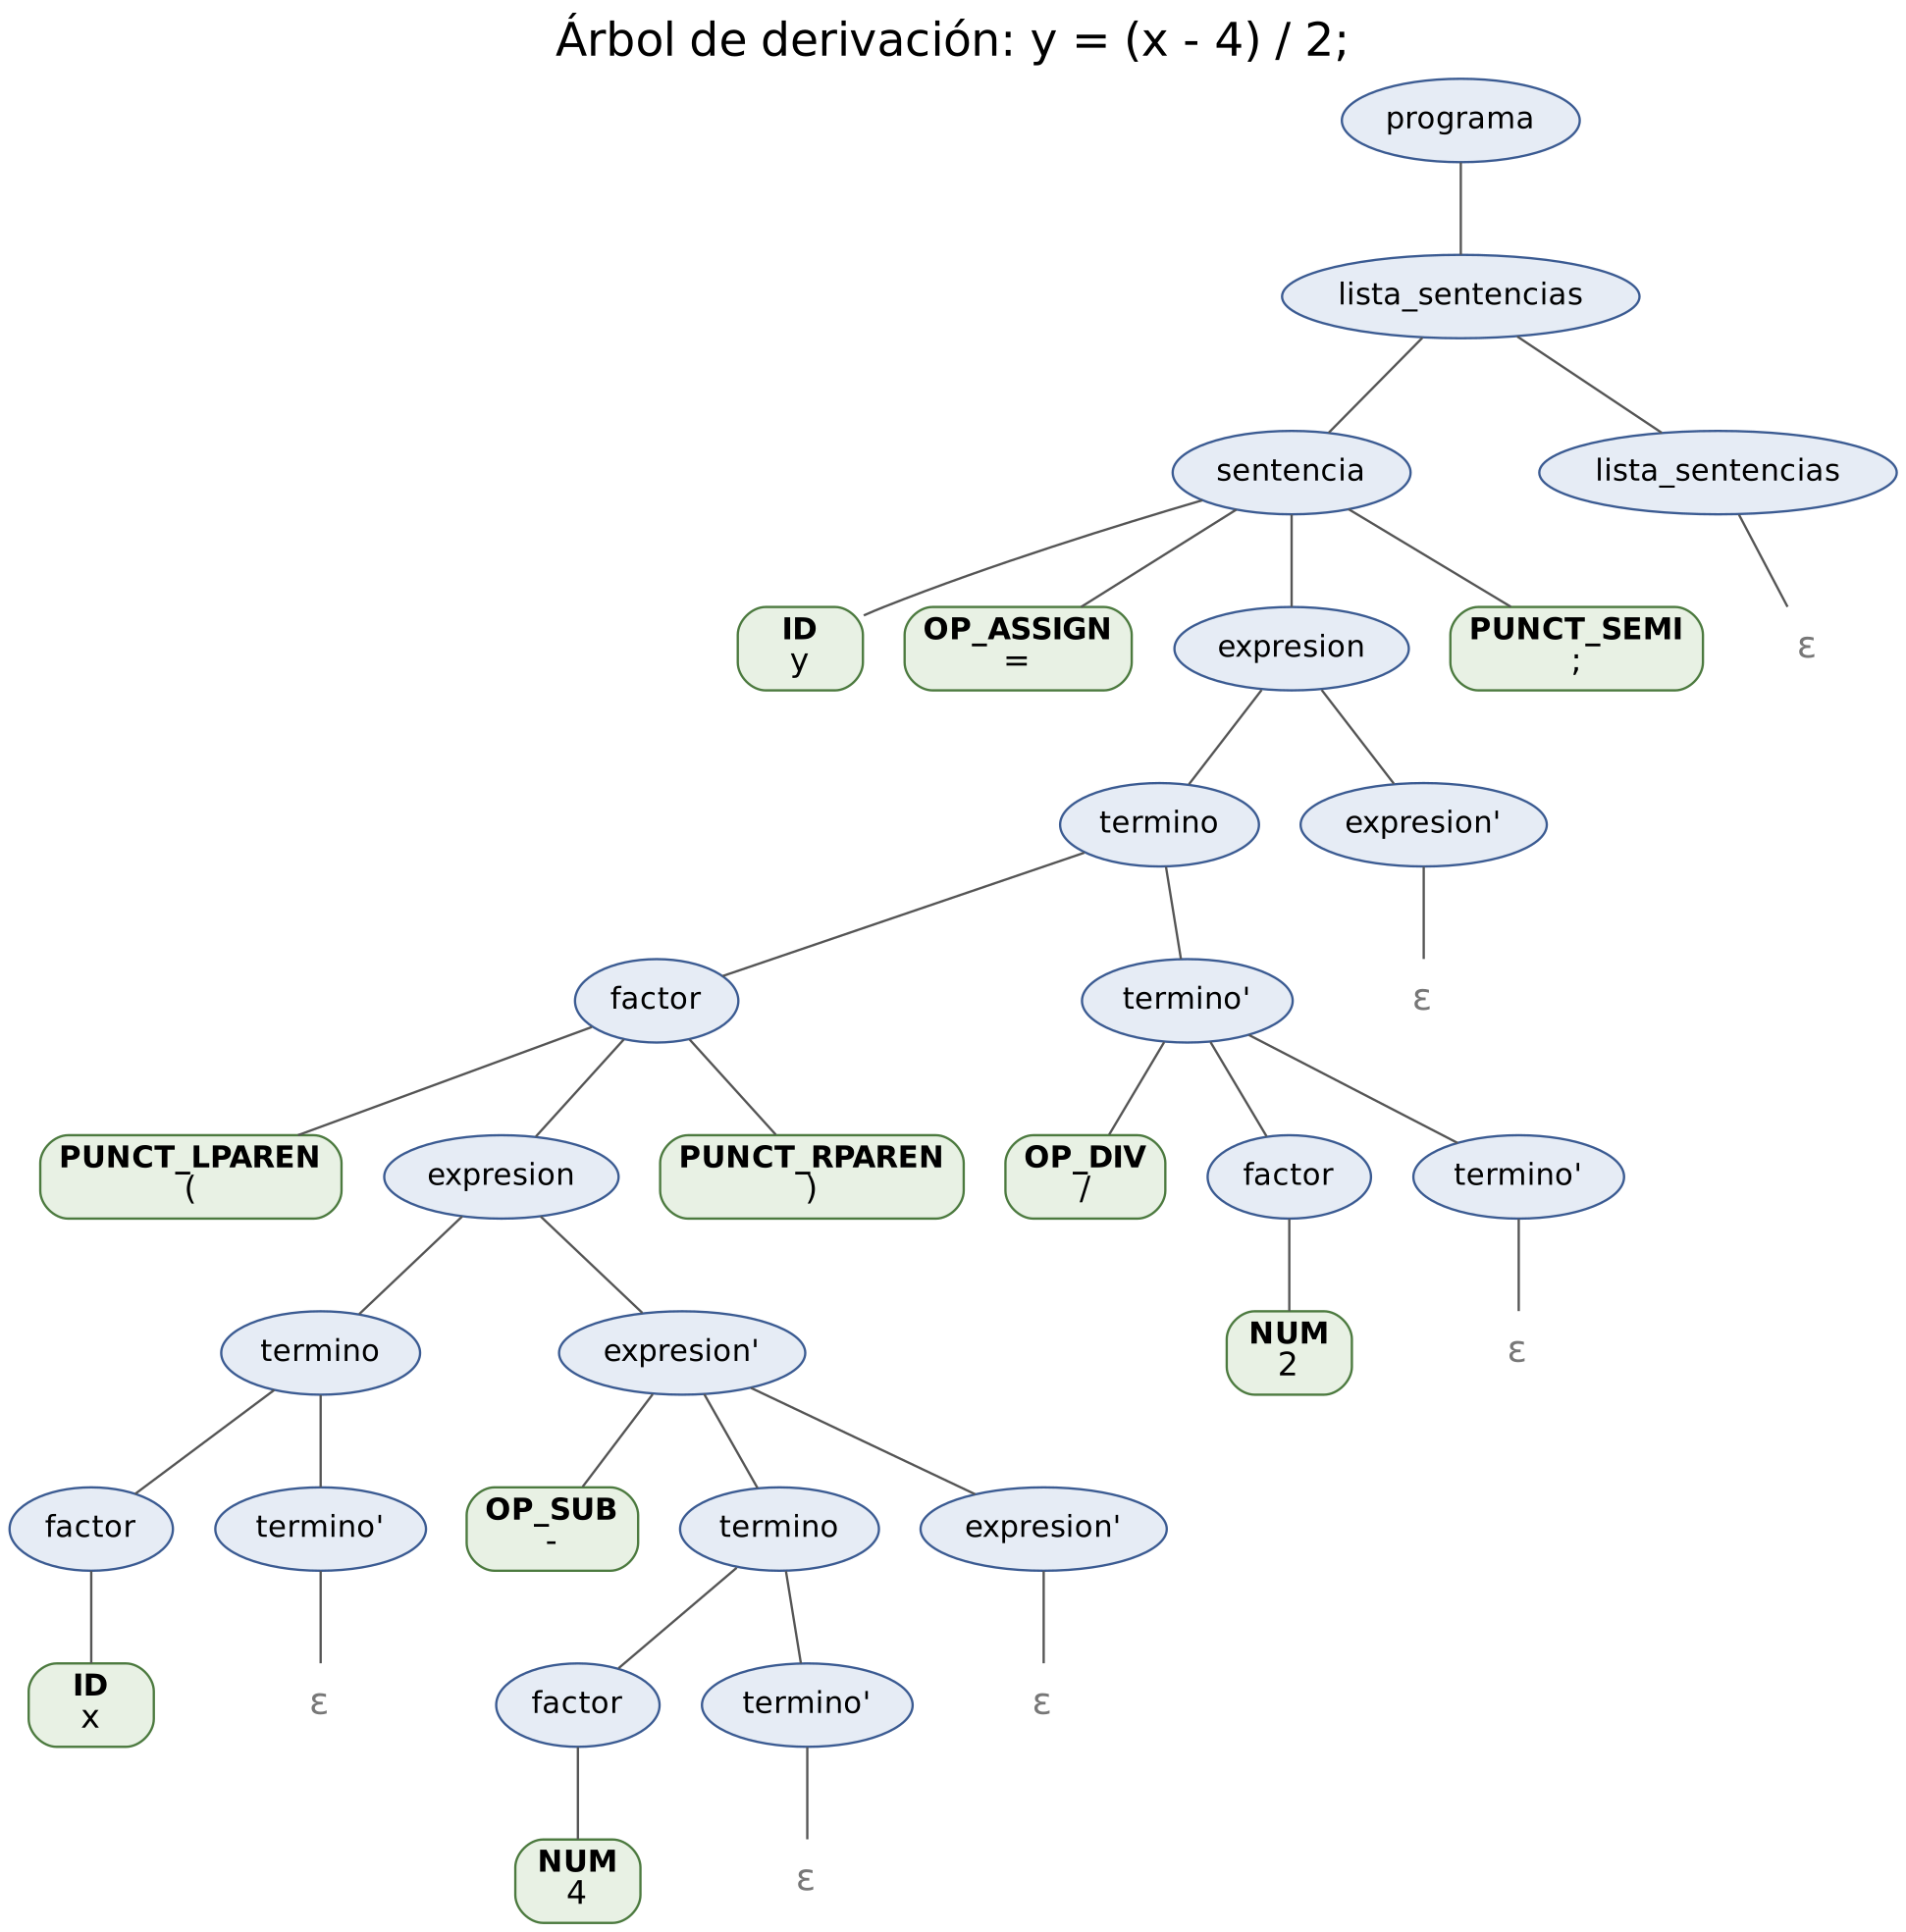 Árbol de derivación: y = (x - 4) / 2;
programa
lista_sentencias
sentencia
lista_sentencias
ID
y
OP_ASSIGN
=
expresion
PUNCT_SEMI
;
ε
termino
expresion'
factor
termino'
ε
PUNCT_LPAREN
(
expresion
PUNCT_RPAREN
)
OP_DIV
/
factor
termino'
termino
expresion'
NUM
2
ε
factor
termino'
OP_SUB
-
termino
expresion'
ID
x
ε
factor
termino'
ε
NUM
4
ε